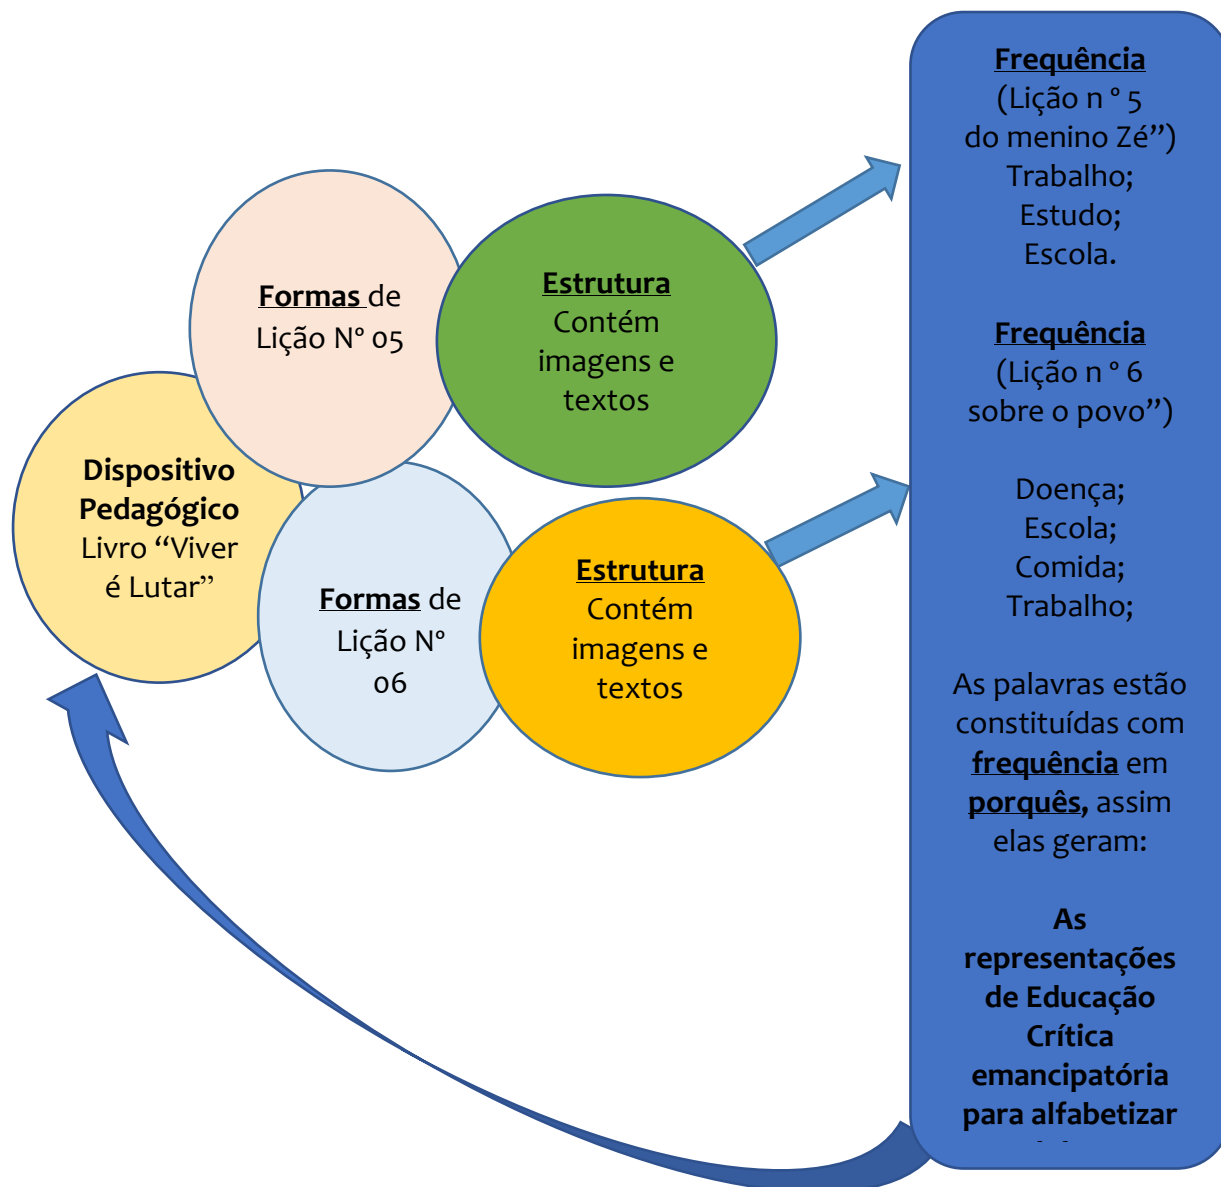 Dispositivo
Pedagógico
Livro “Viver
é Lutar”
Formas de
Lição Nº 05
Estrutura
Contém
imagens e
textos
Formas de
Lição Nº
06
Estrutura
Contém
imagens e
textos
Frequência
(Lição n º 5
do menino Zé”)
Trabalho;
Estudo;
Escola.
Frequência
(Lição n º 6
sobre o povo”)
Doença;
Escola;
Comida;
Trabalho;
As palavras estão
constituídas com
frequência em
porquês, assim
elas geram:
As
representações
de Educação
Crítica
emancipatória
para alfabetizar